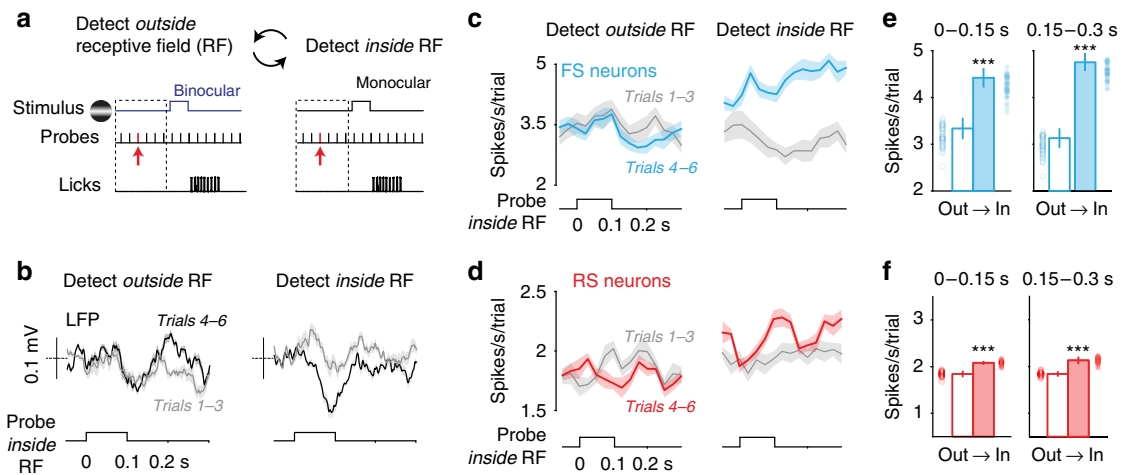 a
Detect outside
receptive field (RF)
Detect inside RF
Binocular
Monocular
Stimulus
Probes
Licks
b
Detect outside RF
Detect inside RF
LFP
Trials 4–6
0.1 mV
Trials 1–3
Probe
inside
RF
0 0.1 0.2 s
c
Detect outside RF
Detect inside RF
5
FS neurons
Trials 1–3
Spikes/s/trial
3.5
Trials 4–6
2
Probe
inside RF
0 0.1 0.2 s
d
2.5
RS neurons
Trials 1–3
Spikes/s/trial
2
Trials 4–6
1.5
Probe
inside RF
0 0.1 0.2 s
e
0–0.15 s
0.15–0.3 s
5
***
***
Spikes/s/trial
4
3
2
Out → In
Out → In
f
0–0.15 s
0.15–0.3 s
4
Spikes/s/trial
3
***
***
2
1
Out → In
Out → In